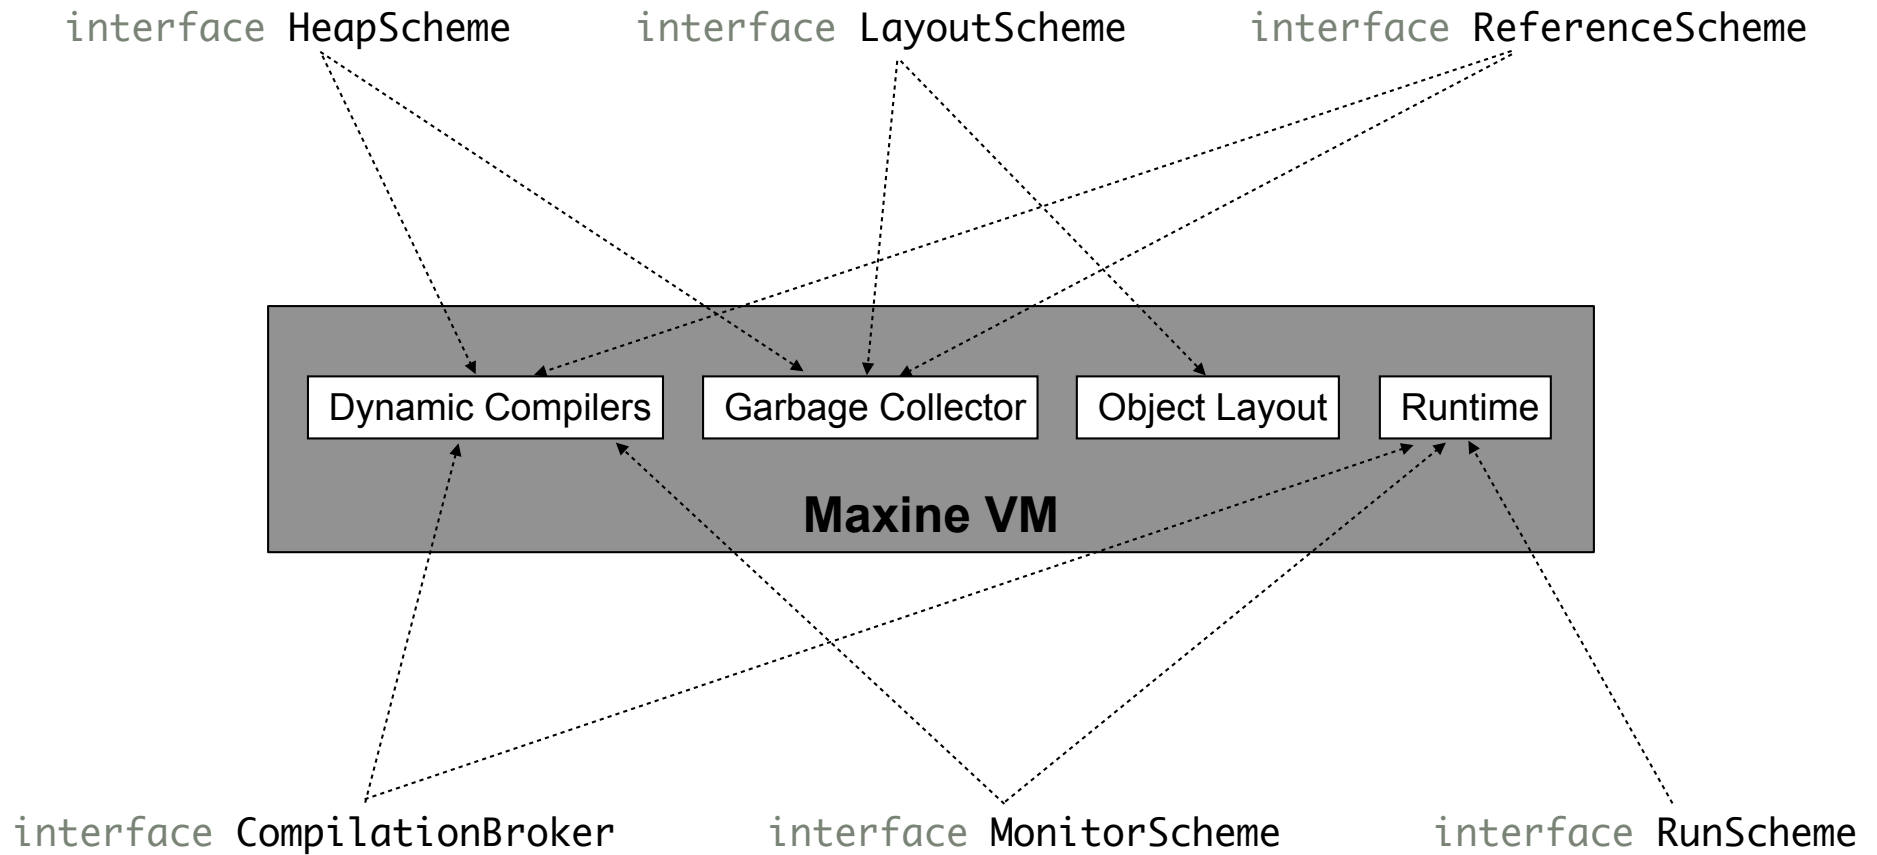 interface HeapScheme
interface LayoutScheme
interface ReferenceScheme
Dynamic Compilers
Garbage Collector
Object Layout
Runtime
Maxine VM
interface CompilationBroker
interface MonitorScheme
interface RunScheme